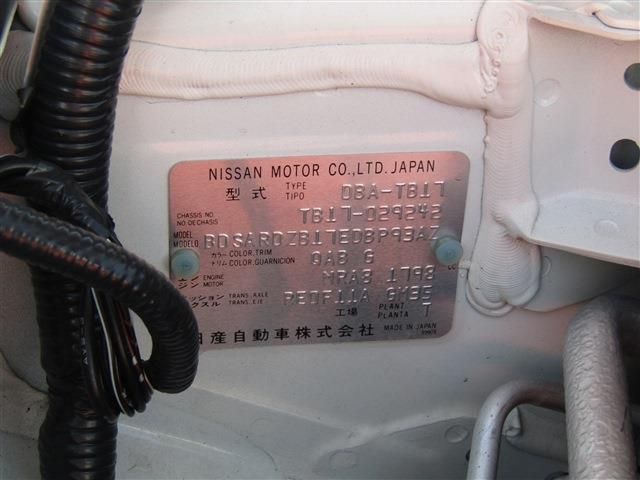 NISSAN MOTOR CO.,LTD. JAPAN
型式 TYPE TIPO DBA-TB17
CHASSIS NO. NO DECHASIS TB17-029242
MODEL MODELO BDSARDZB17EDBP93AZ
カラー COLOR,TRIM トリム COLOR,GUARNICION QAB G
ENGINE MOTOR MRA8 1798
TRANS. AXLE TRANS. EJE RE0F11A GM35
工場 PLANT PLANTA T
日産自動車株式会社 MADE IN JAPAN